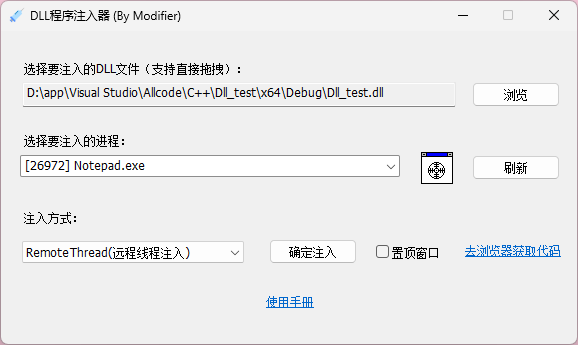 DLL程序注入器 (By Modifier)
选择要注入的DLL文件（支持直接拖拽）：
D:\app\Visual Studio\Allcode\C++\Dll_test\x64\Debug\Dll_test.dll
浏览
选择要注入的进程：
[26972] Notepad.exe
刷新
注入方式：
RemoteThread(远程线程注入)
确定注入
置顶窗口
去浏览器获取代码
使用手册